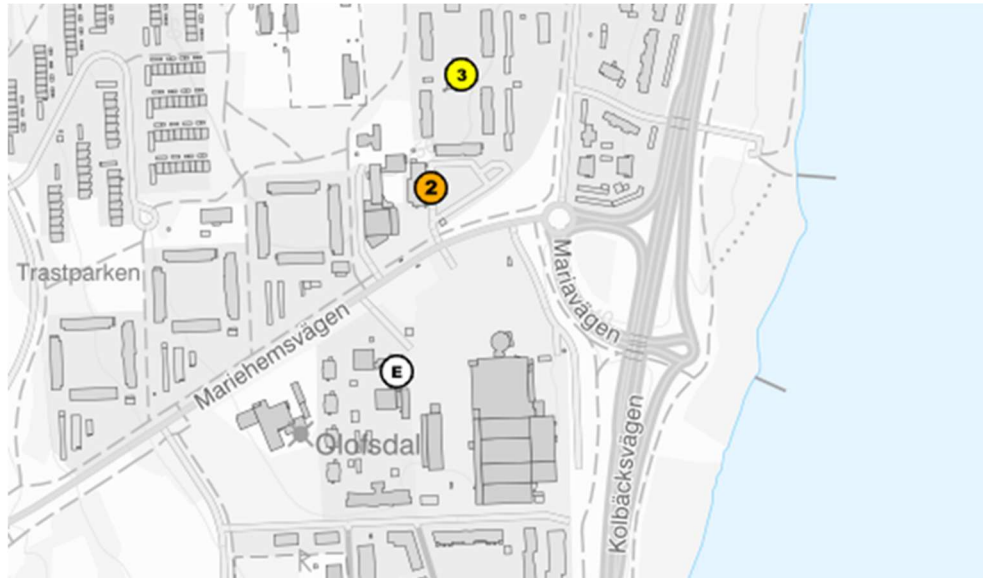 3
2
Trastparken
Mariavägen
Mariehemsvägen
E
Olofsdal
Kolbäcksvägen